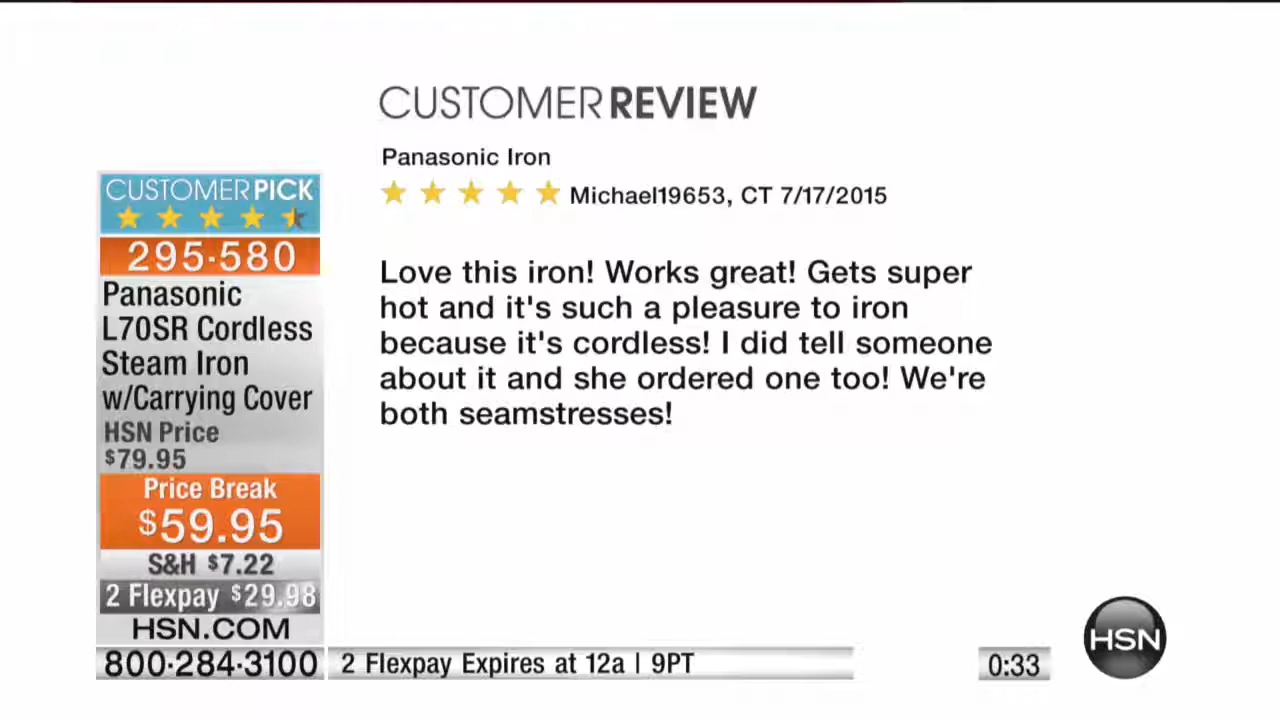 CUSTOMER REVIEW
Panasonic Iron
Michael19653, CT 7/17/2015
Love this iron! Works great! Gets super
hot and it's such a pleasure to iron
because it's cordless! I did tell someone
about it and she ordered one too! We're
both seamstresses!
CUSTOMERPICK
295-580
Panasonic
L70SR Cordless
Steam Iron
w/Carrying Cover
HSN Price
$79.95
Price Break
$59.95
S&H $7.22
2 Flexpay $29.98
HSN.COM
800-284-3100
2 Flexpay Expires at 12a | 9PT
0:33
HSN